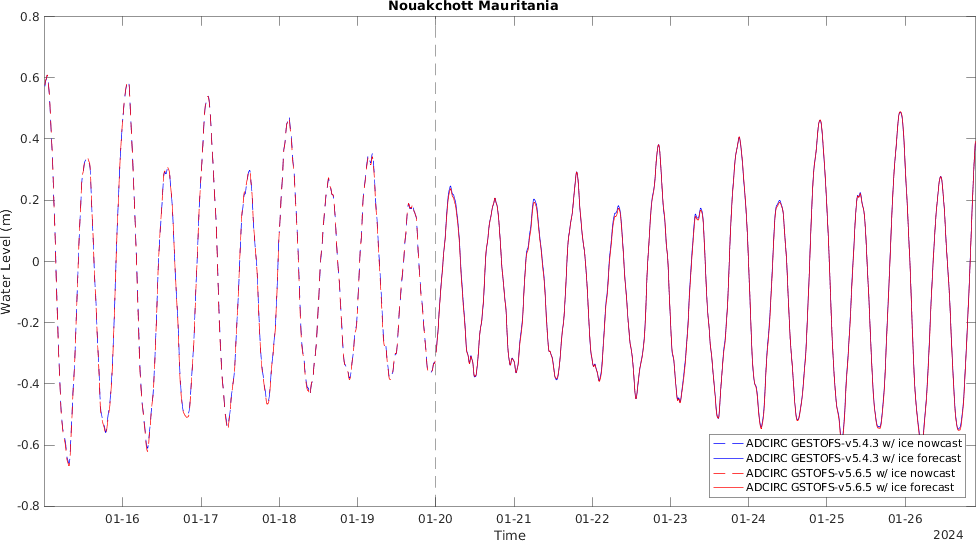 Nouakchott Mauritania
0.8
0.6
0.4
0.2
0
-0.2
-0.4
-0.6
-0.8
Water Level (m)
ADCIRC GESTOFS-v5.4.3 w/ ice nowcast
ADCIRC GESTOFS-v5.4.3 w/ ice forecast
ADCIRC GSTOFS-v5.6.5 w/ ice nowcast
ADCIRC GSTOFS-v5.6.5 w/ ice forecast
01-16 01-17 01-18 01-19 01-20 01-21 01-22 01-23 01-24 01-25 01-26
Time
2024